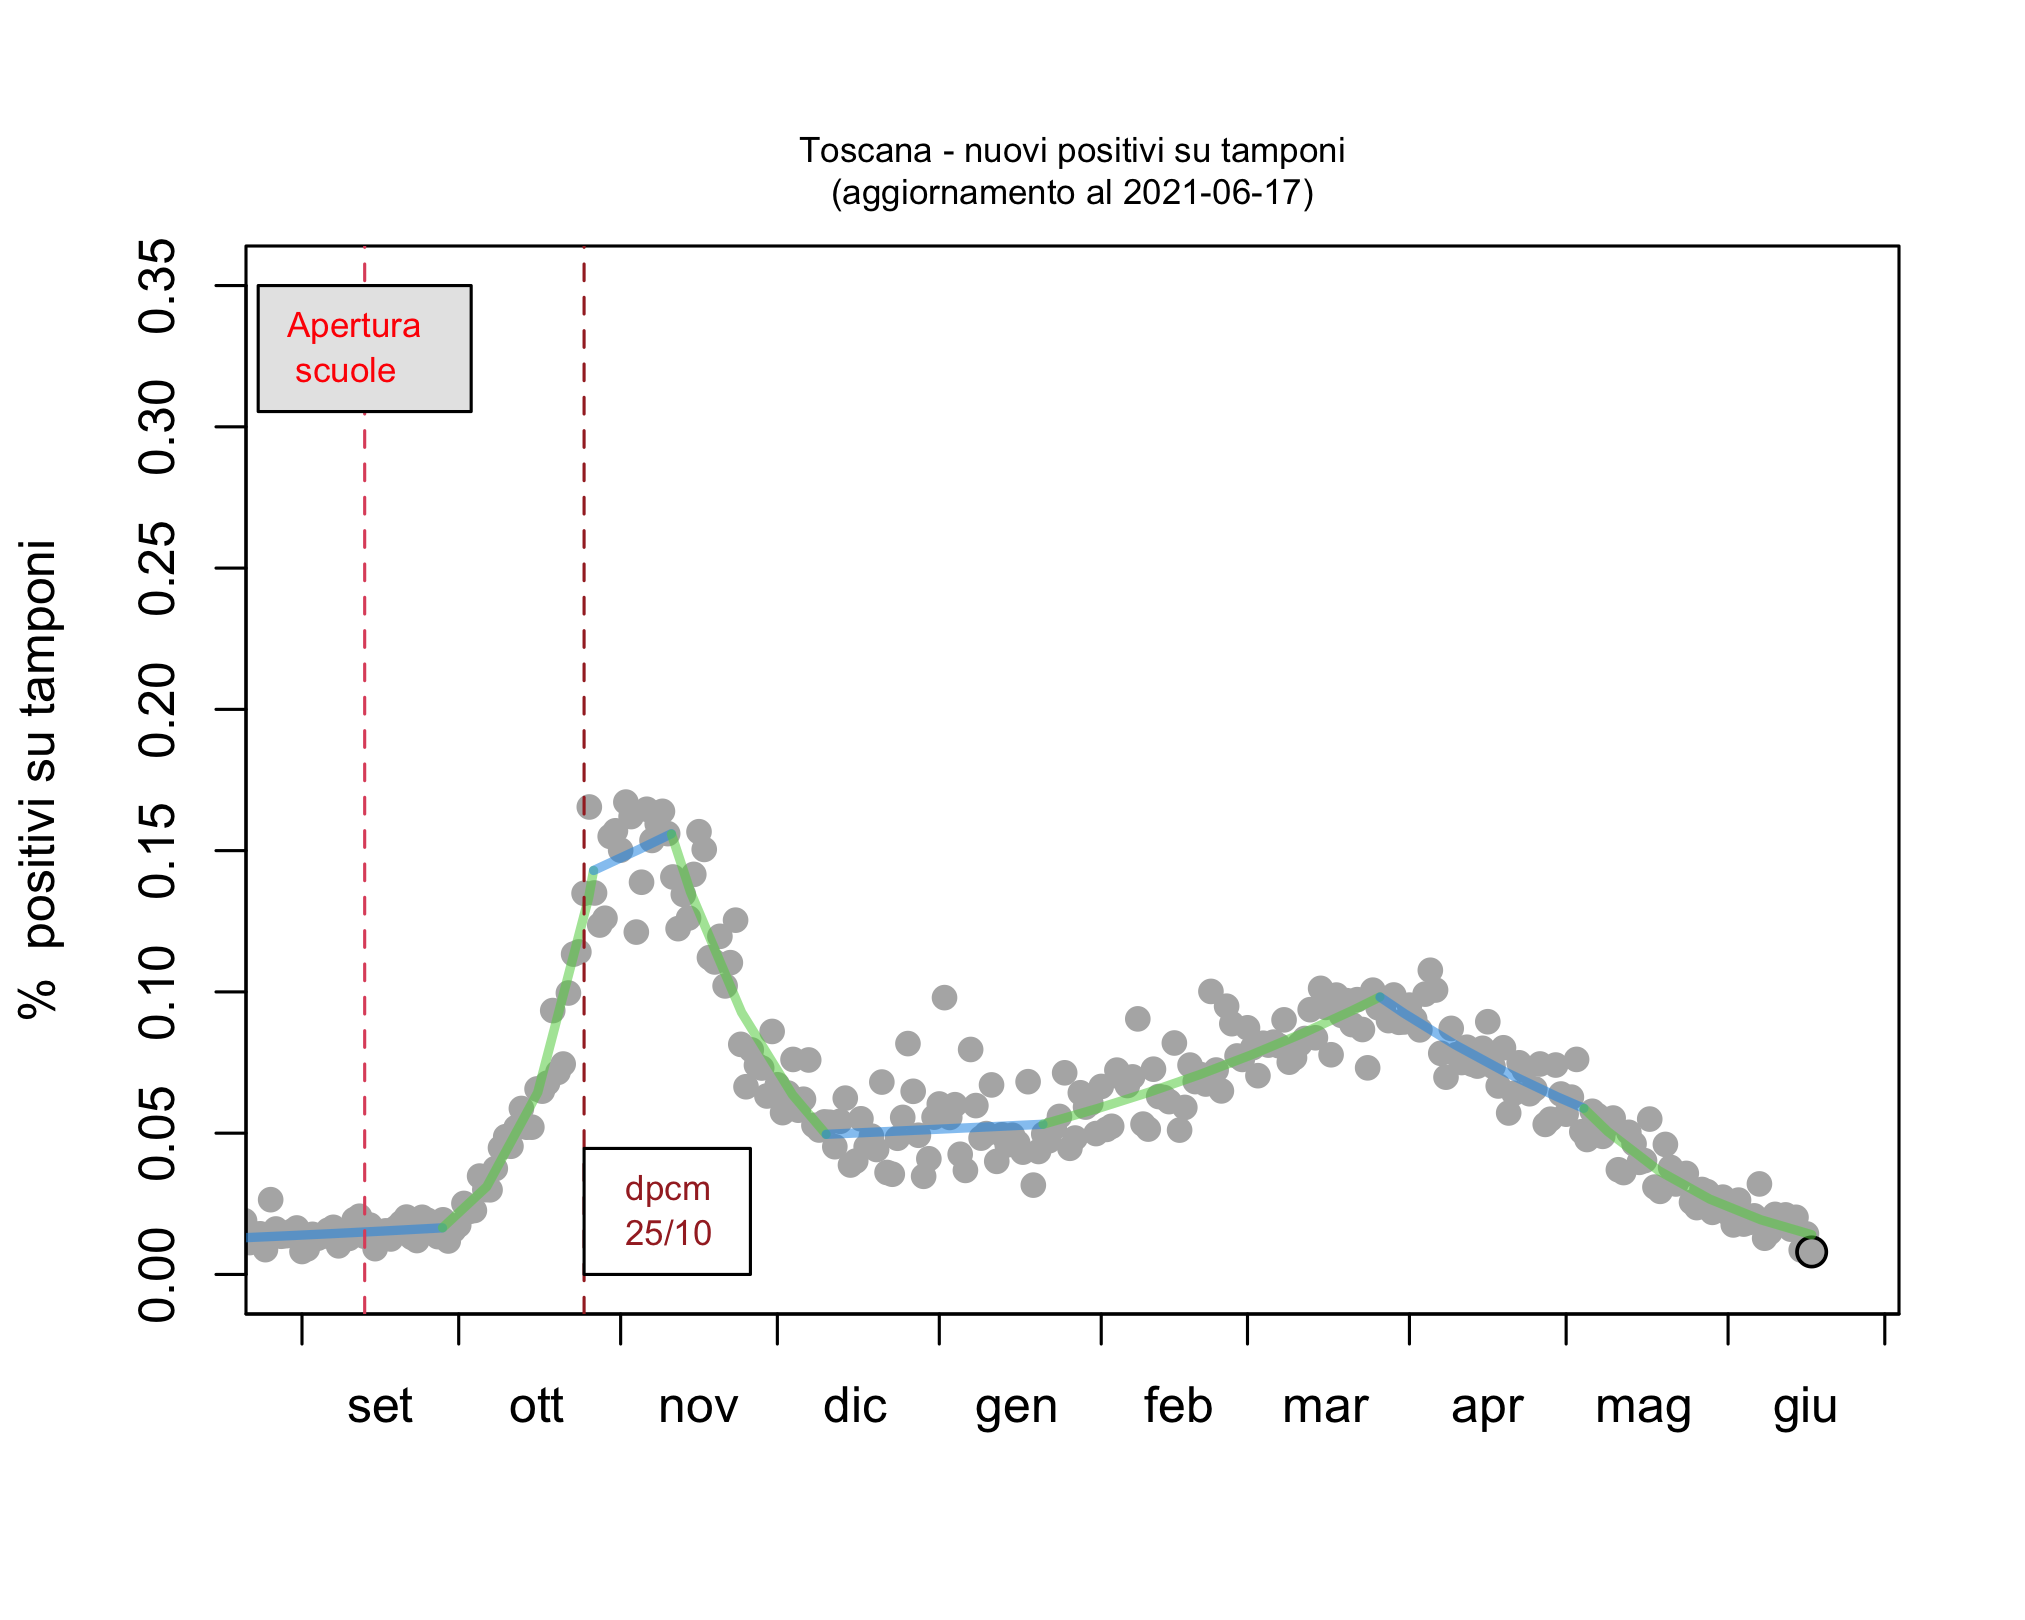 Toscana - nuovi positivi su tamponi
(aggiornamento al 2021-06-17)
% positivi su tamponi
0.35
0.30
0.25
0.20
0.15
0.10
0.05
0.00
Apertura
scuole
dpcm
25/10
set ott nov dic gen feb mar apr mag giu